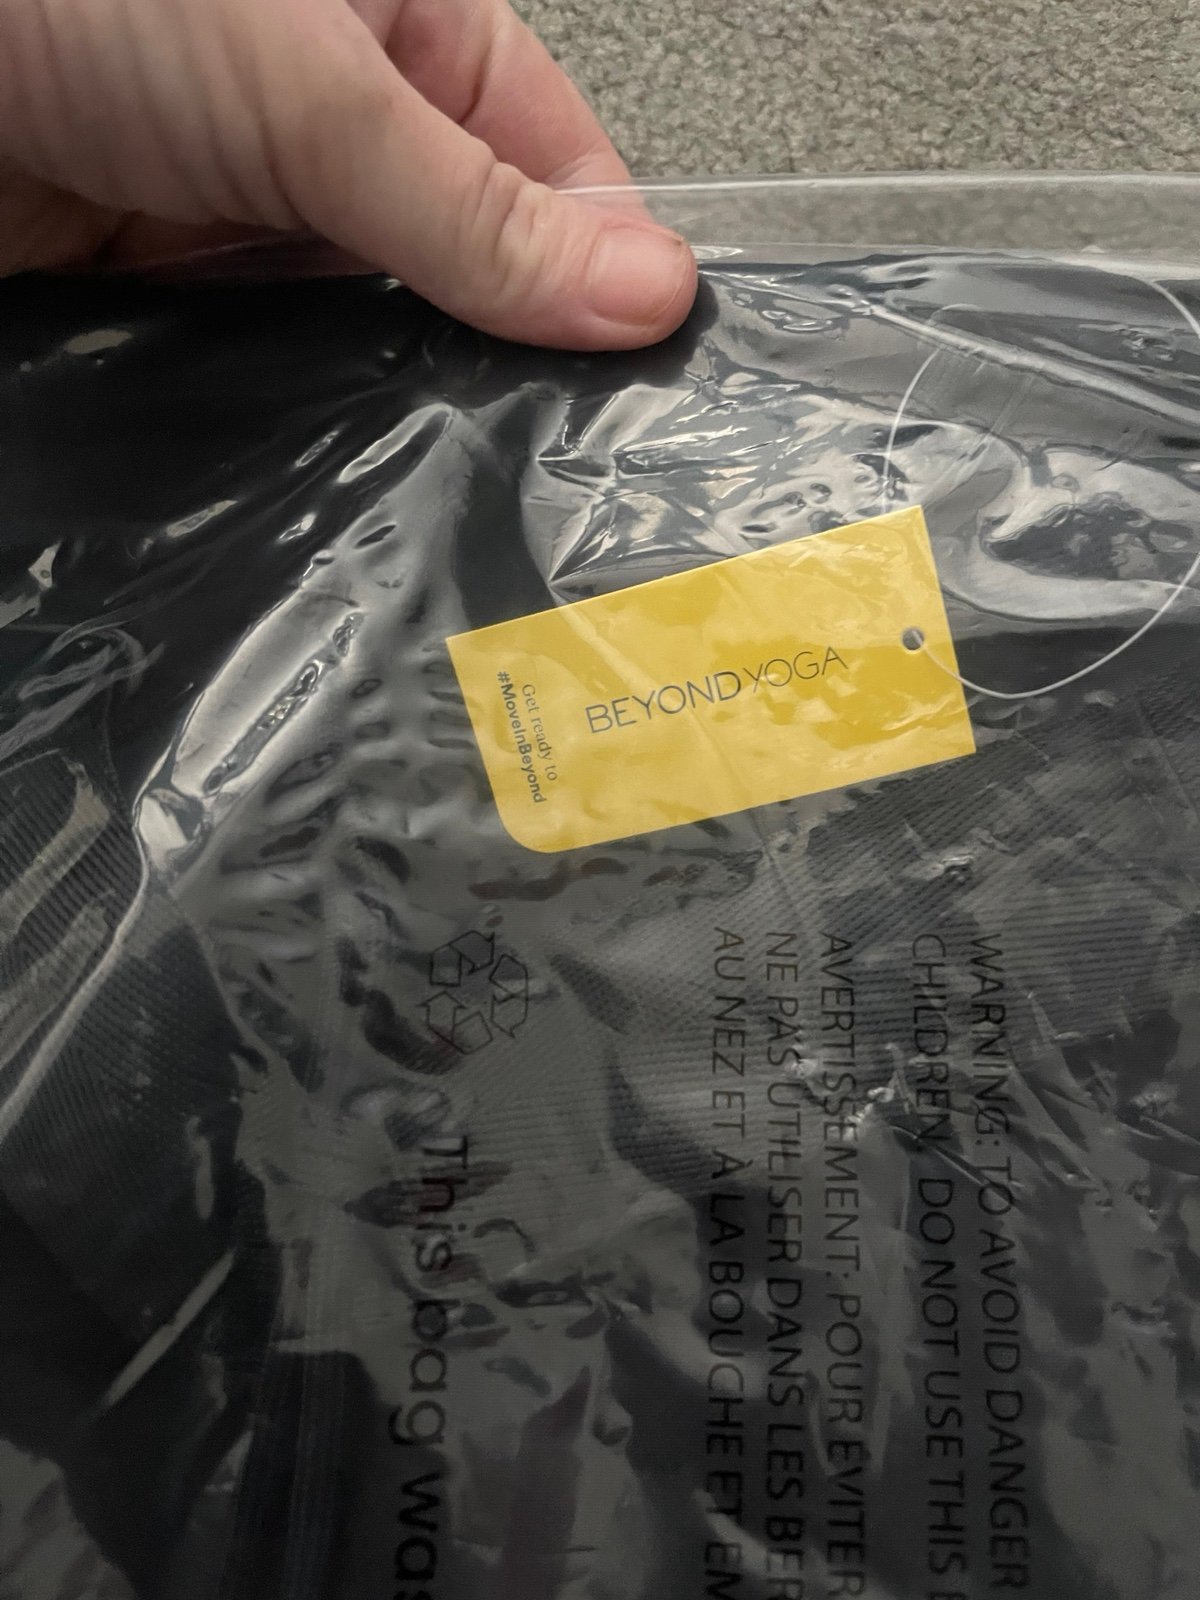 BEYOND YOGA
Get ready to
#MoveInBeyond
WARNING: TO AVOID DANGER
CHILDREN. DO NOT USE THIS
AVERTISSEMENT: POUR EVITER
NE PAS UTILISER DANS LES
AU NEZ ET À LA BOUCHE ET
This bag was